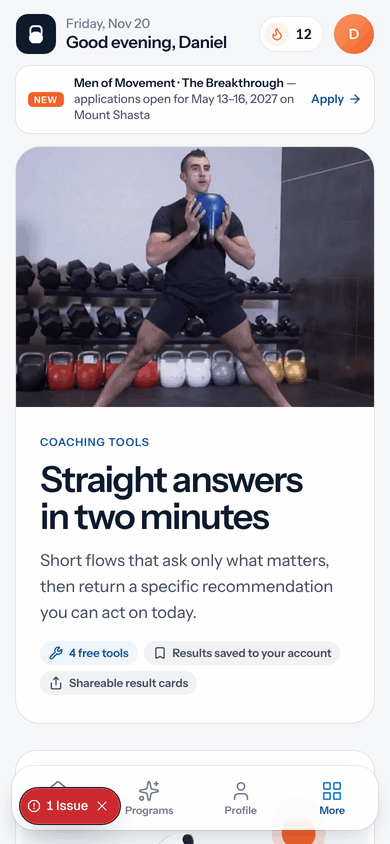 Friday, Nov 20
Good evening, Daniel
12
D
NEW
Men of Movement · The Breakthrough —
applications open for May 13–16, 2027 on
Mount Shasta
Apply →
COACHING TOOLS
Straight answers
in two minutes
Short flows that ask only what matters,
then return a specific recommendation
you can act on today.
4 free tools
Results saved to your account
Shareable result cards
1 Issue
Programs
Profile
More